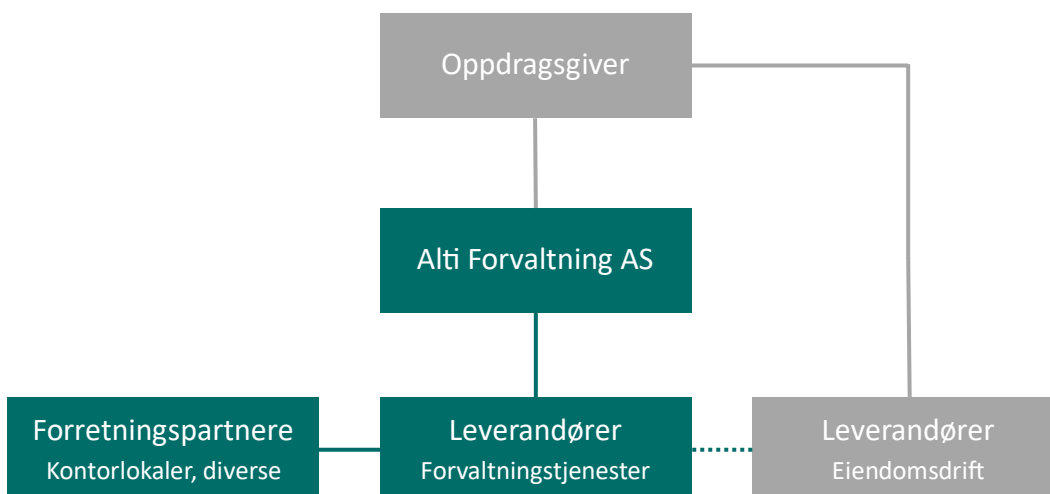 Oppdragsgiver
Alti Forvaltning AS
Forretningspartnere
Kontorlokaler, diverse
Leverandører
Forvaltningstjenester
Leverandører
Eiendomsdrift